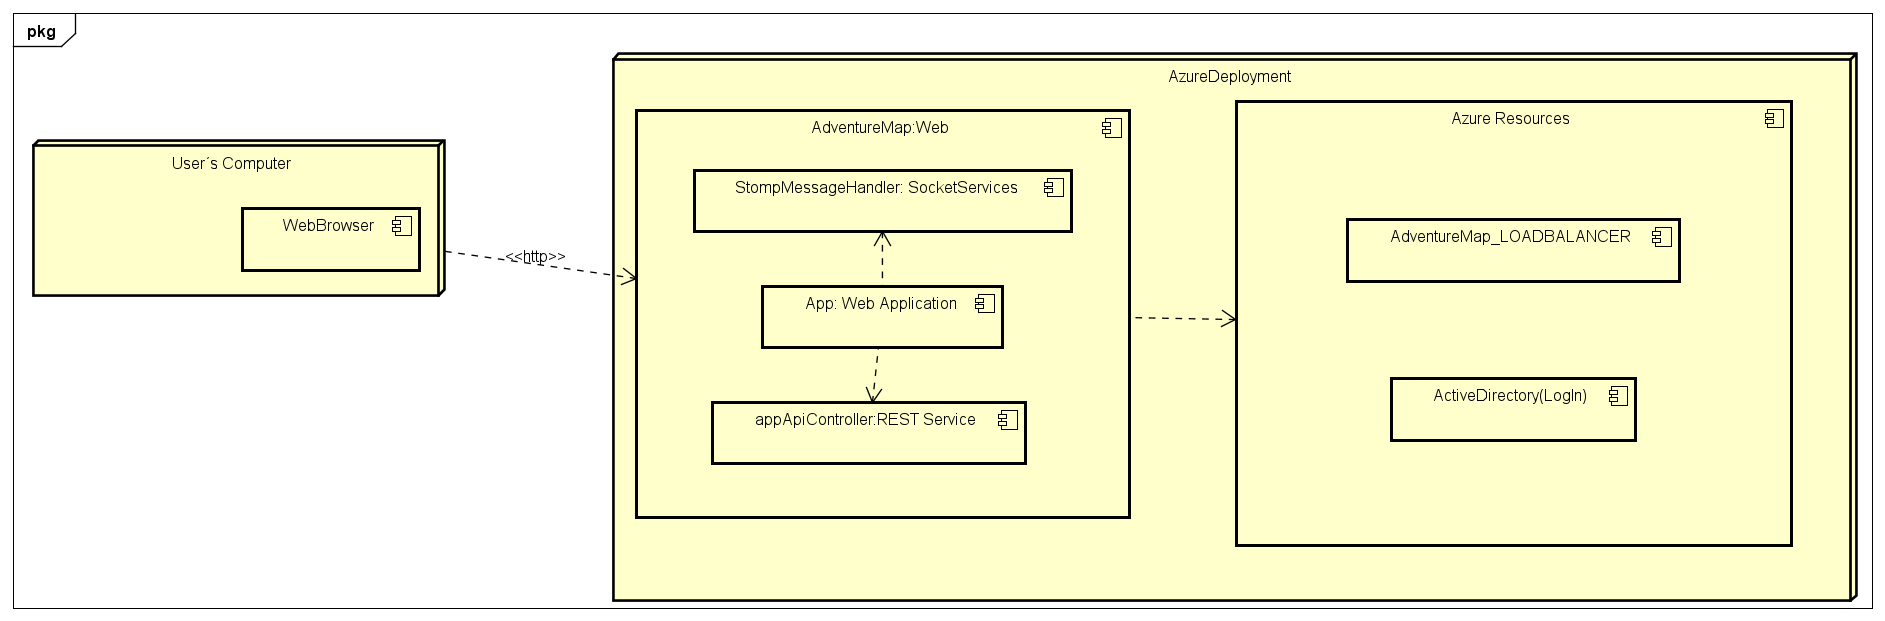 pkg
AzureDeployment
AdventureMap:Web
Azure Resources
User´s Computer
StompMessageHandler: SocketServices
WebBrowser
AdventureMap_LOADBALANCER
<<http>>
App: Web Application
ActiveDirectory(LogIn)
appApiController:REST Service